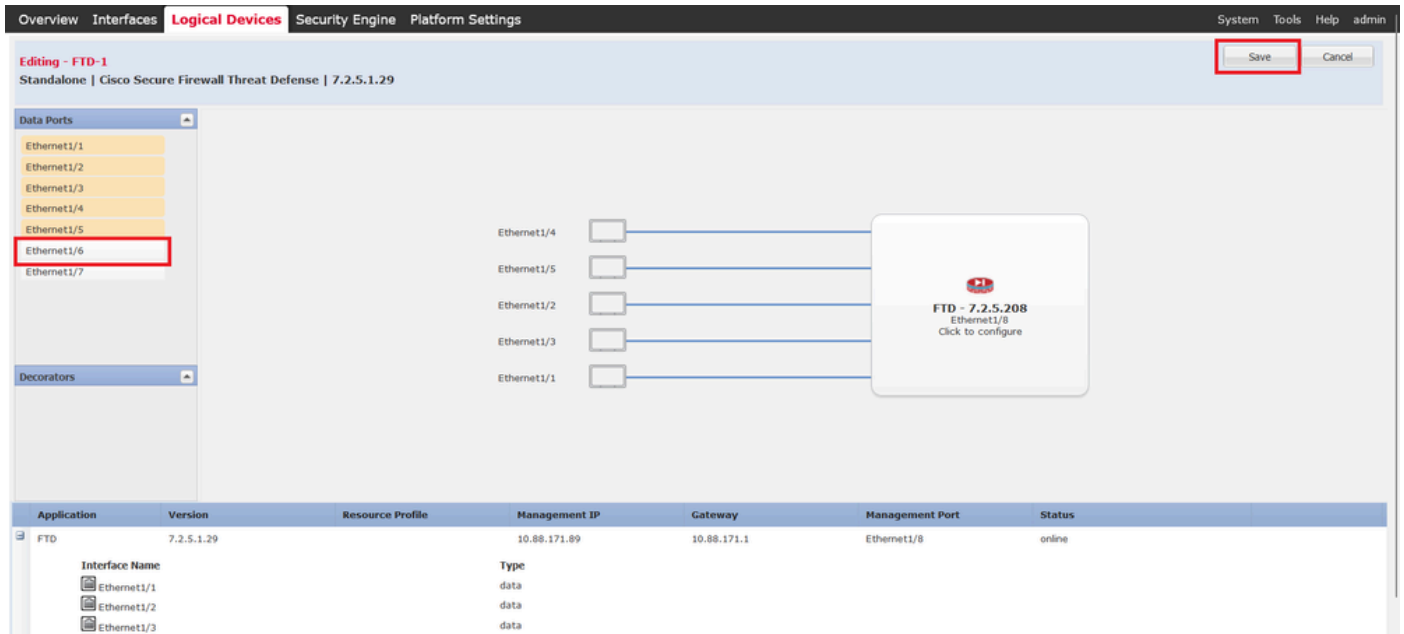 Overview Interfaces Logical Devices Security Engine Platform Settings System Tools Help admin
Editing - FTD-1
Standalone | Cisco Secure Firewall Threat Defense | 7.2.5.1.29
Save Cancel
Data Ports
Ethernet1/1
Ethernet1/2
Ethernet1/3
Ethernet1/4
Ethernet1/5
Ethernet1/6
Ethernet1/7
Decorators
Ethernet1/4
Ethernet1/5
Ethernet1/2
Ethernet1/3
Ethernet1/1
FTD - 7.2.5.208
Ethernet1/8
Click to configure
Application Version Resource Profile Management IP Gateway Management Port Status
FTD 7.2.5.1.29 10.88.171.89 10.88.171.1 Ethernet1/8 online
Interface Name Type
Ethernet1/1 data
Ethernet1/2 data
Ethernet1/3 data